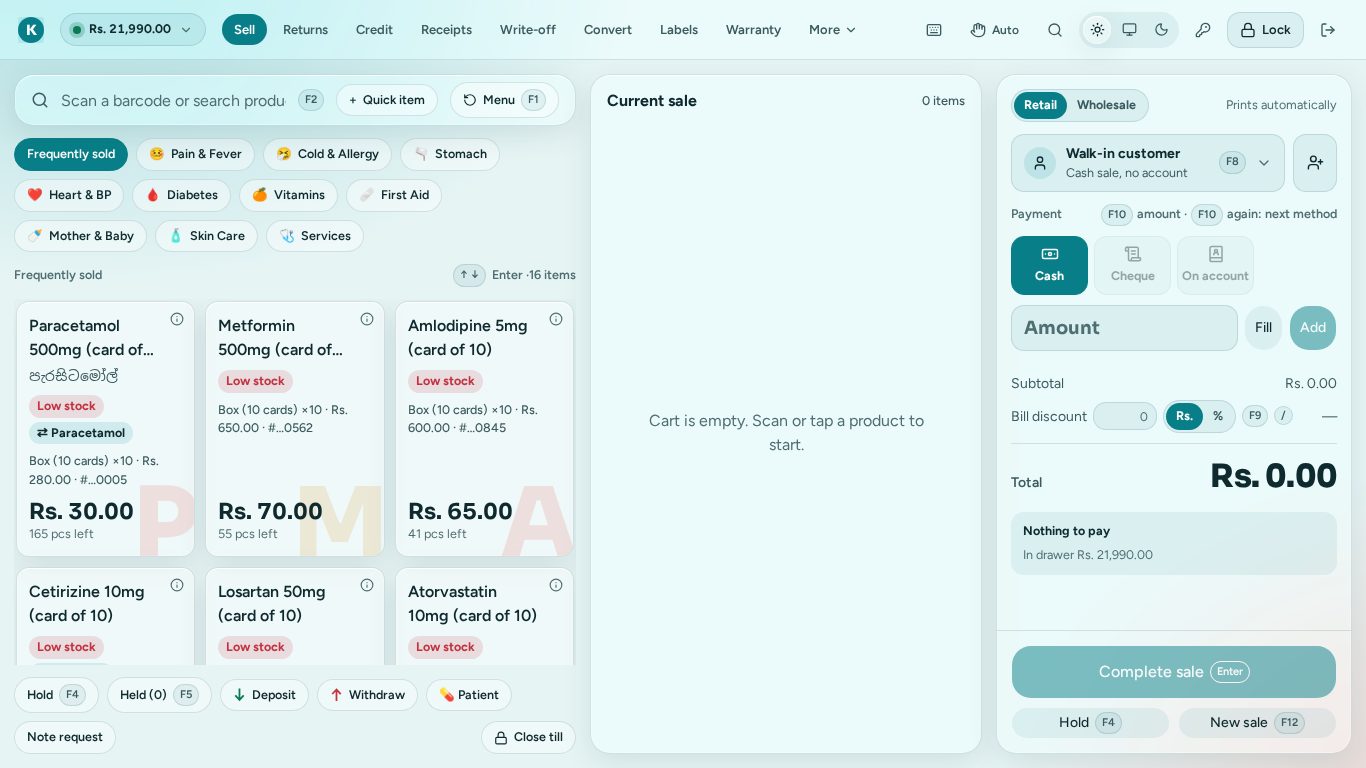 K
Rs. 21,990.00
Sell
Returns
Credit
Receipts
Write-off
Convert
Labels
Warranty
More
Auto
Lock
Scan a barcode or search produ
F2
+ Quick item
Menu F1
Frequently sold
Pain & Fever
Cold & Allergy
Stomach
Heart & BP
Diabetes
Vitamins
First Aid
Mother & Baby
Skin Care
Services
Frequently sold
↑ ↓ Enter ·16 items
Paracetamol
500mg (card of…
පැරසිටමෝල්
Low stock
⇄ Paracetamol
Box (10 cards) ×10 · Rs.
280.00 · #…0005
Rs. 30.00
165 pcs left
P
Metformin
500mg (card of…
Low stock
Box (10 cards) ×10 · Rs.
650.00 · #…0562
Rs. 70.00
55 pcs left
M
Amlodipine 5mg
(card of 10)
Low stock
Box (10 cards) ×10 · Rs.
600.00 · #…0845
Rs. 65.00
41 pcs left
A
Cetirizine 10mg
(card of 10)
Low stock
Losartan 50mg
(card of 10)
Low stock
Atorvastatin
10mg (card of 10)
Low stock
Hold F4
Held (0) F5
Deposit
Withdraw
Patient
Note request
Close till
Current sale
0 items
Cart is empty. Scan or tap a product to
start.
Retail
Wholesale
Prints automatically
Walk-in customer
Cash sale, no account
F8
Payment
F10 amount · F10 again: next method
Cash
Cheque
On account
Amount
Fill
Add
Subtotal
Rs. 0.00
Bill discount
0
Rs.
%
F9
/
—
Total
Rs. 0.00
Nothing to pay
In drawer Rs. 21,990.00
Complete sale Enter
Hold F4
New sale F12